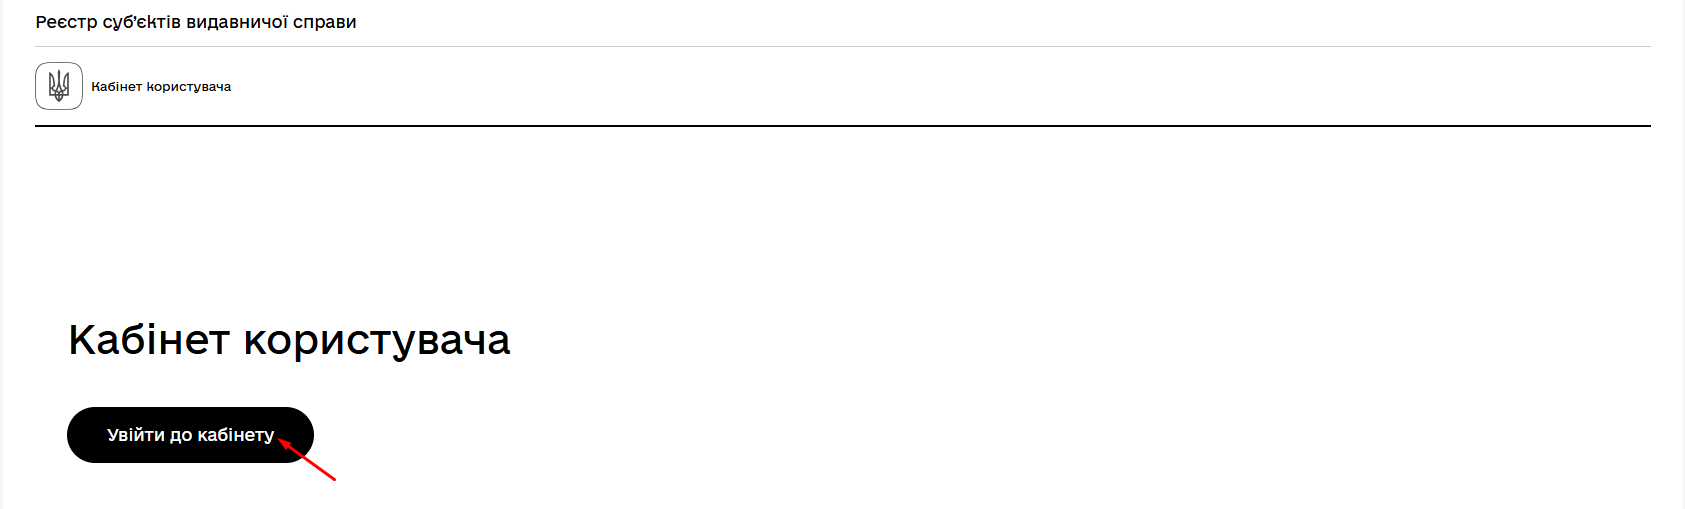 Реєстр суб’єктів видавничої справи
Кабінет користувача
Кабінет користувача
Увійти до кабінету